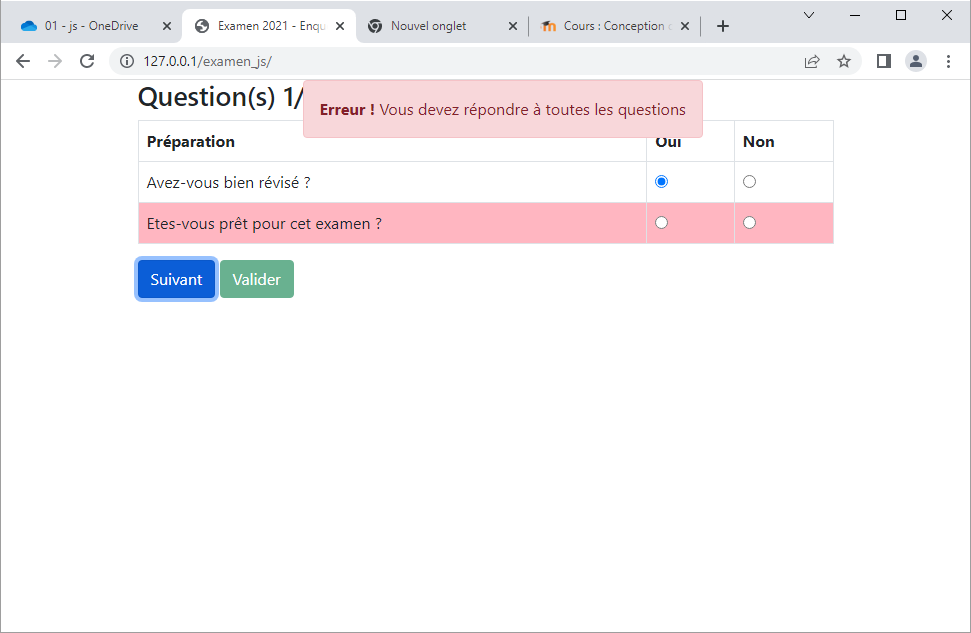 01 - js - OneDrive
Examen 2021 - Enqu
Nouvel onglet
Cours : Conception
127.0.0.1/examen_js/
Question(s) 1/
Erreur ! Vous devez répondre à toutes les questions
Préparation Oui Non
Avez-vous bien révisé ?
Etes-vous prêt pour cet examen ?
Suivant Valider